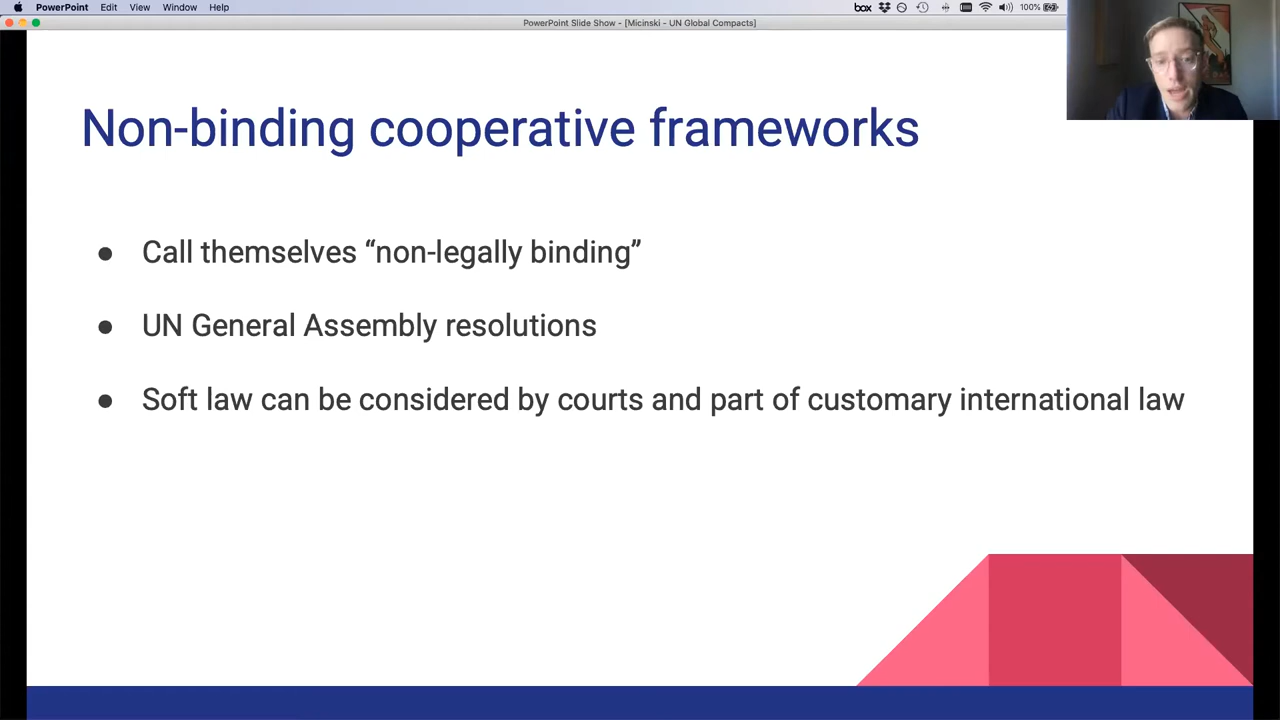 PowerPoint Edit View Window Help
box
100%
PowerPoint Slide Show - [Micinski - UN Global Compacts]
Non-binding cooperative frameworks
● Call themselves “non-legally binding”
● UN General Assembly resolutions
● Soft law can be considered by courts and part of customary international law